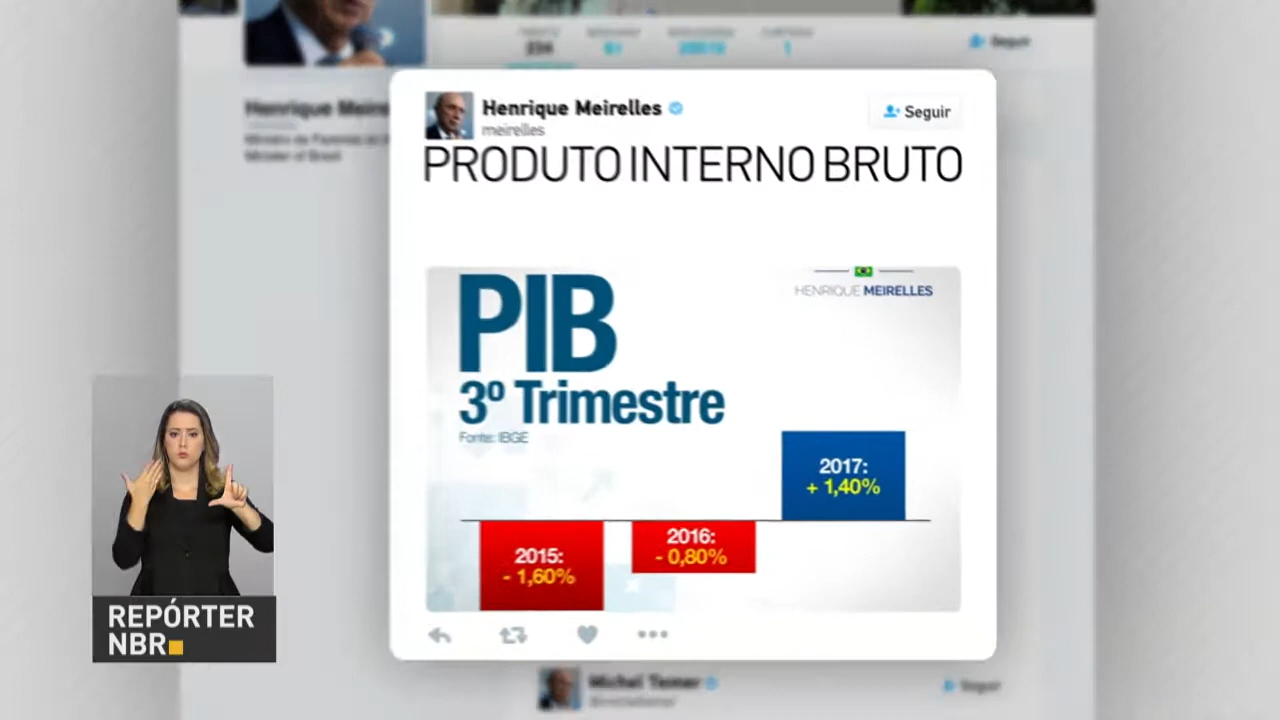 Henrique Meirelles
Seguir
meirelles
PRODUTO INTERNO BRUTO
HENRIQUE MEIRELLES
PIB
3º Trimestre
Fonte: IBGE
2017:
+ 1,40%
2015:
- 1,60%
2016:
- 0,80%
REPÓRTER
NBR
Michel Temer
Seguir